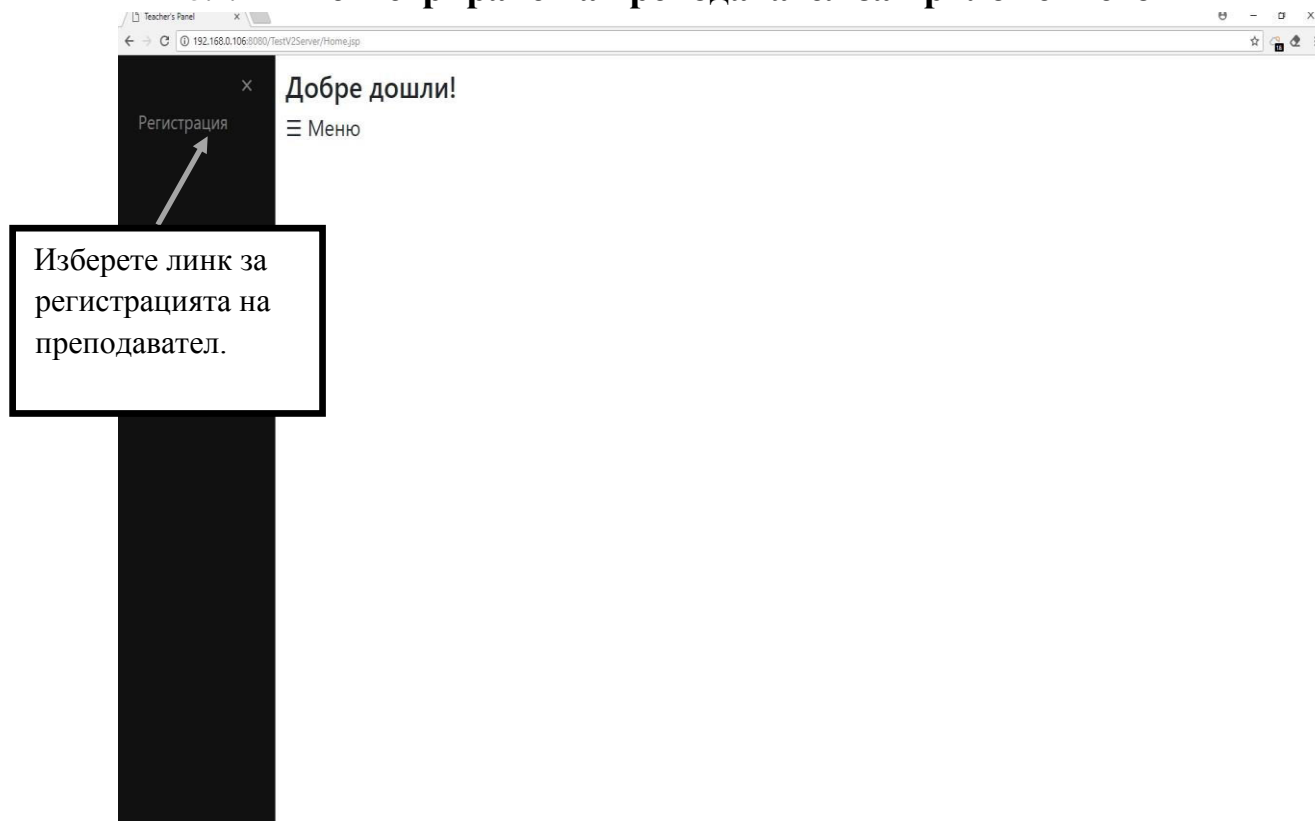 Teacher's Panel
192.168.0.106:8080/TestV2Server/Home.jsp
Добре дошли!
Регистрация
☰ Меню
Изберете линк за
регистрацията на
преподавател.